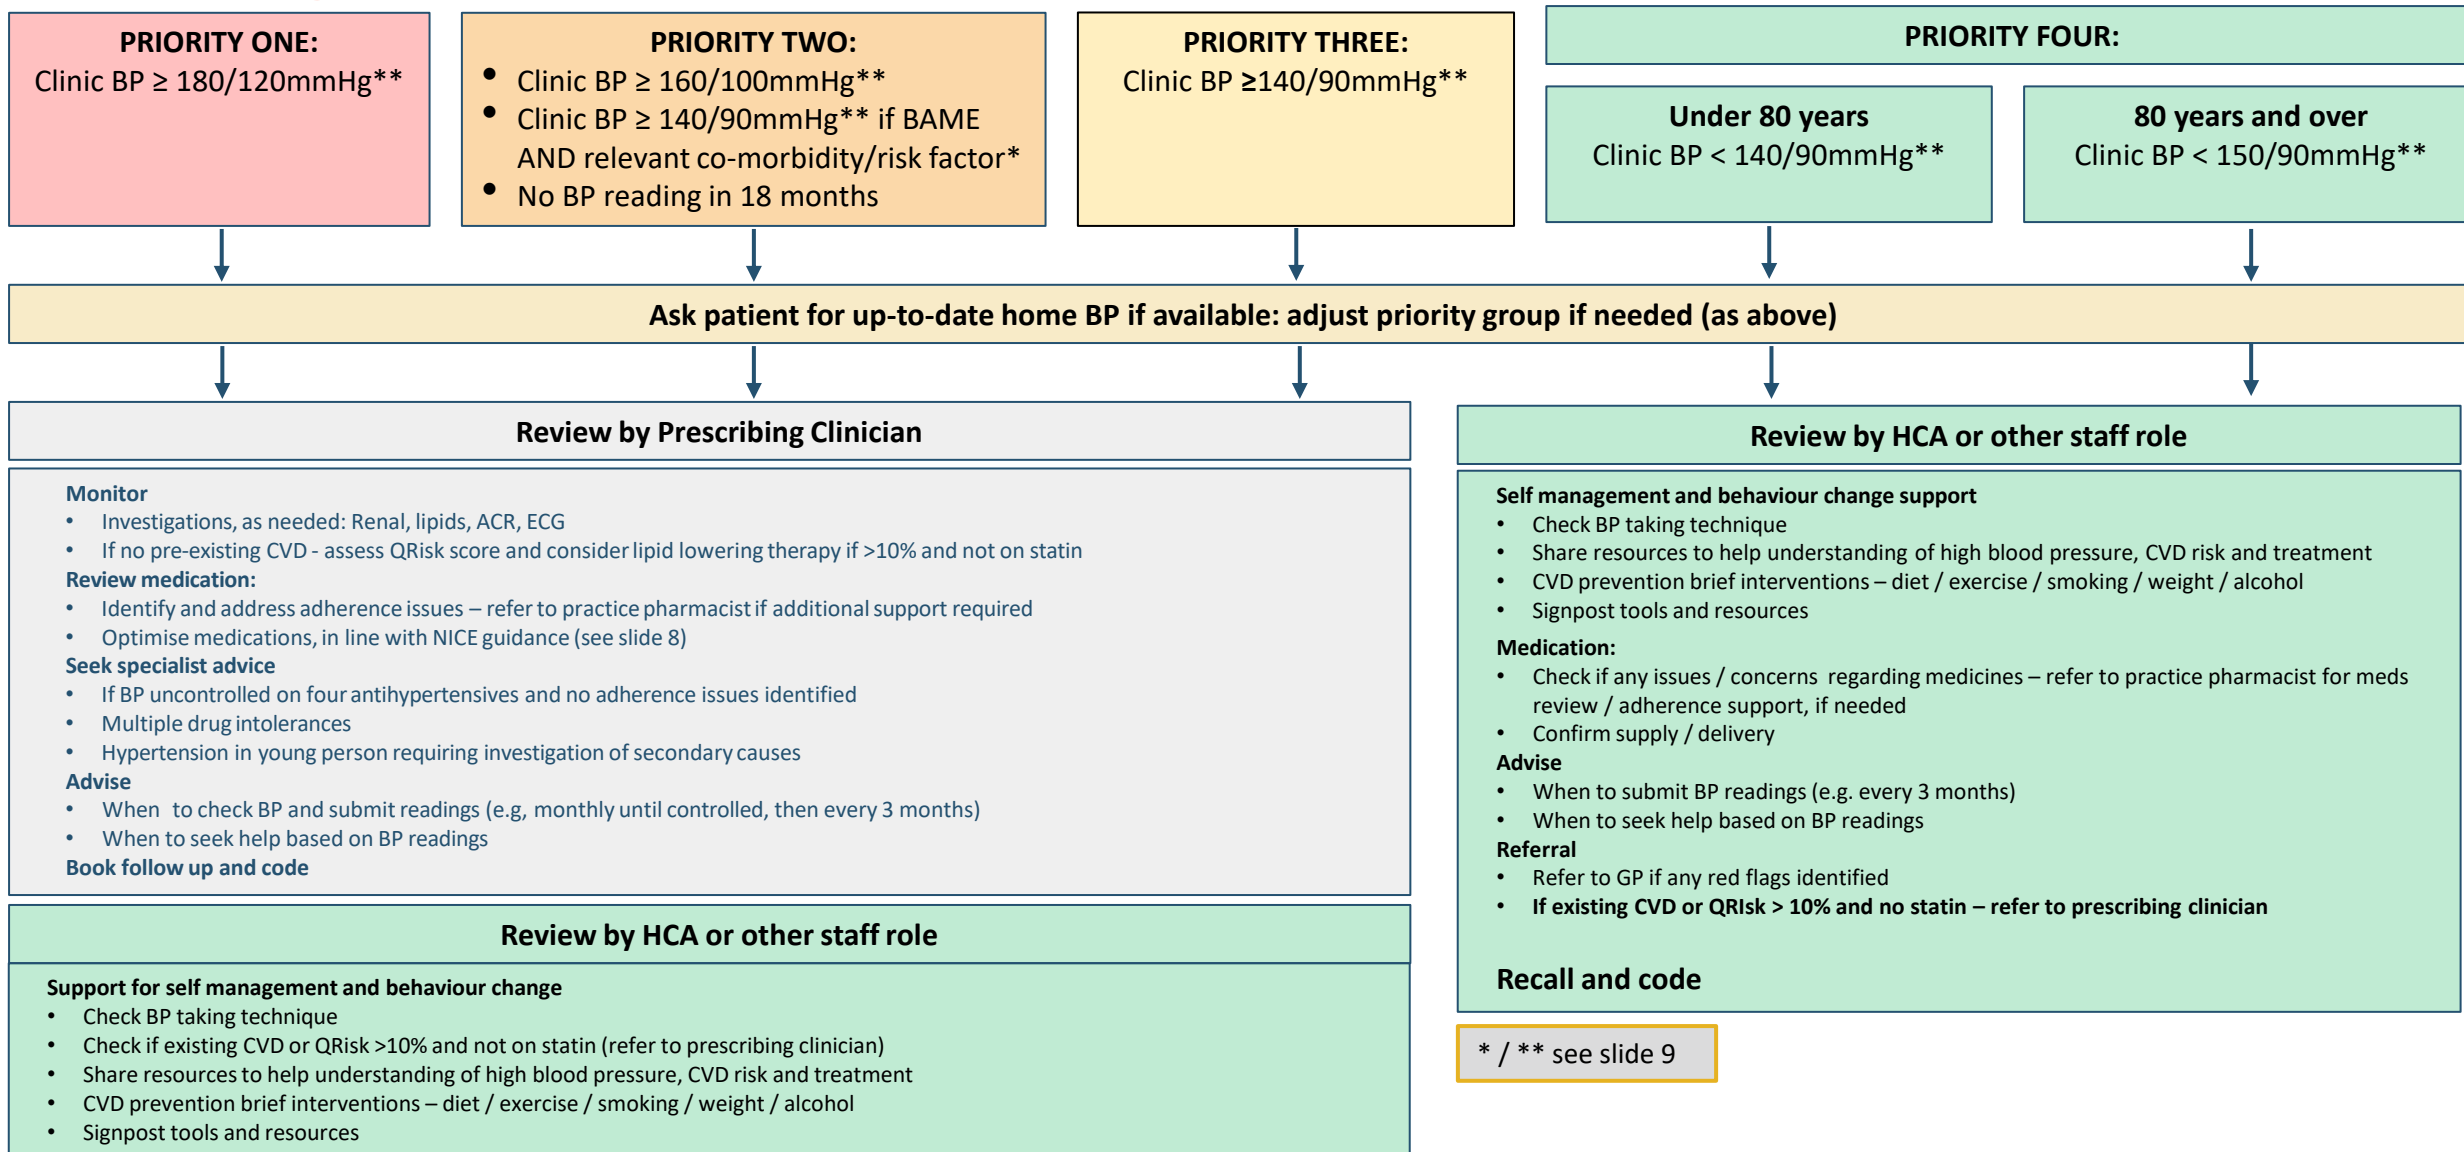 PRIORITY ONE:
Clinic BP ≥ 180/120mmHg**
PRIORITY TWO:
• Clinic BP ≥ 160/100mmHg**
• Clinic BP ≥ 140/90mmHg** if BAME
AND relevant co-morbidity/risk factor*
• No BP reading in 18 months
PRIORITY THREE:
Clinic BP ≥140/90mmHg**
PRIORITY FOUR:
Under 80 years
Clinic BP < 140/90mmHg**
80 years and over
Clinic BP < 150/90mmHg**
Ask patient for up-to-date home BP if available: adjust priority group if needed (as above)
Review by Prescribing Clinician
Monitor
• Investigations, as needed: Renal, lipids, ACR, ECG
• If no pre-existing CVD - assess QRisk score and consider lipid lowering therapy if >10% and not on statin
Review medication:
• Identify and address adherence issues – refer to practice pharmacist if additional support required
• Optimise medications, in line with NICE guidance (see slide 8)
Seek specialist advice
• If BP uncontrolled on four antihypertensives and no adherence issues identified
• Multiple drug intolerances
• Hypertension in young person requiring investigation of secondary causes
Advise
• When to check BP and submit readings (e.g, monthly until controlled, then every 3 months)
• When to seek help based on BP readings
Book follow up and code
Review by HCA or other staff role
Support for self management and behaviour change
• Check BP taking technique
• Check if existing CVD or QRisk >10% and not on statin (refer to prescribing clinician)
• Share resources to help understanding of high blood pressure, CVD risk and treatment
• CVD prevention brief interventions – diet / exercise / smoking / weight / alcohol
• Signpost tools and resources
Review by HCA or other staff role
Self management and behaviour change support
• Check BP taking technique
• Share resources to help understanding of high blood pressure, CVD risk and treatment
• CVD prevention brief interventions – diet / exercise / smoking / weight / alcohol
• Signpost tools and resources
Medication:
• Check if any issues / concerns regarding medicines – refer to practice pharmacist for meds
review / adherence support, if needed
• Confirm supply / delivery
Advise
• When to submit BP readings (e.g. every 3 months)
• When to seek help based on BP readings
Referral
• Refer to GP if any red flags identified
• If existing CVD or QRIsk > 10% and no statin – refer to prescribing clinician
Recall and code
* / ** see slide 9